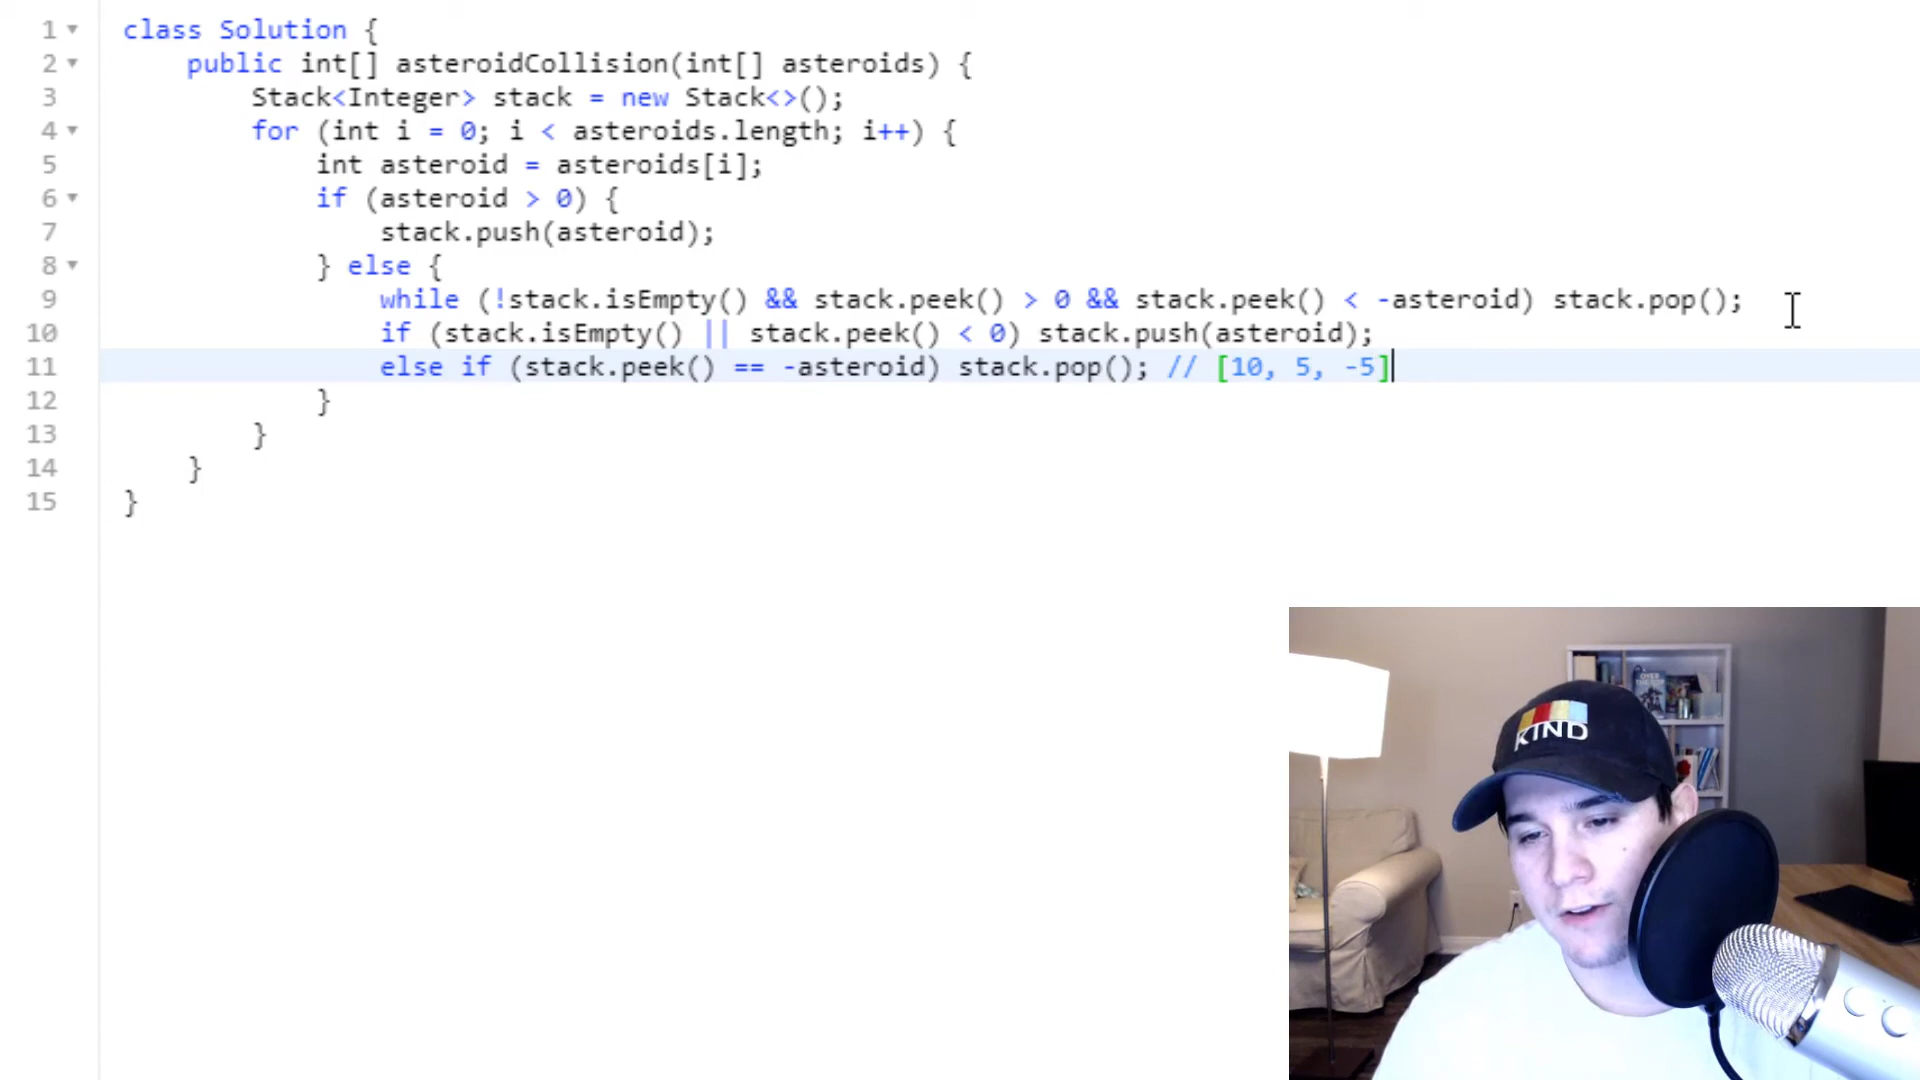 1 class Solution {
2 public int[] asteroidCollision(int[] asteroids) {
3 Stack<Integer> stack = new Stack<>();
4 for (int i = 0; i < asteroids.length; i++) {
5 int asteroid = asteroids[i];
6 if (asteroid > 0) {
7 stack.push(asteroid);
8 } else {
9 while (!stack.isEmpty() && stack.peek() > 0 && stack.peek() < -asteroid) stack.pop();
10 if (stack.isEmpty() || stack.peek() < 0) stack.push(asteroid);
11 else if (stack.peek() == -asteroid) stack.pop(); // [10, 5, -5]
12 }
13 }
14 }
15 }
OVER
THE TOP
KIND